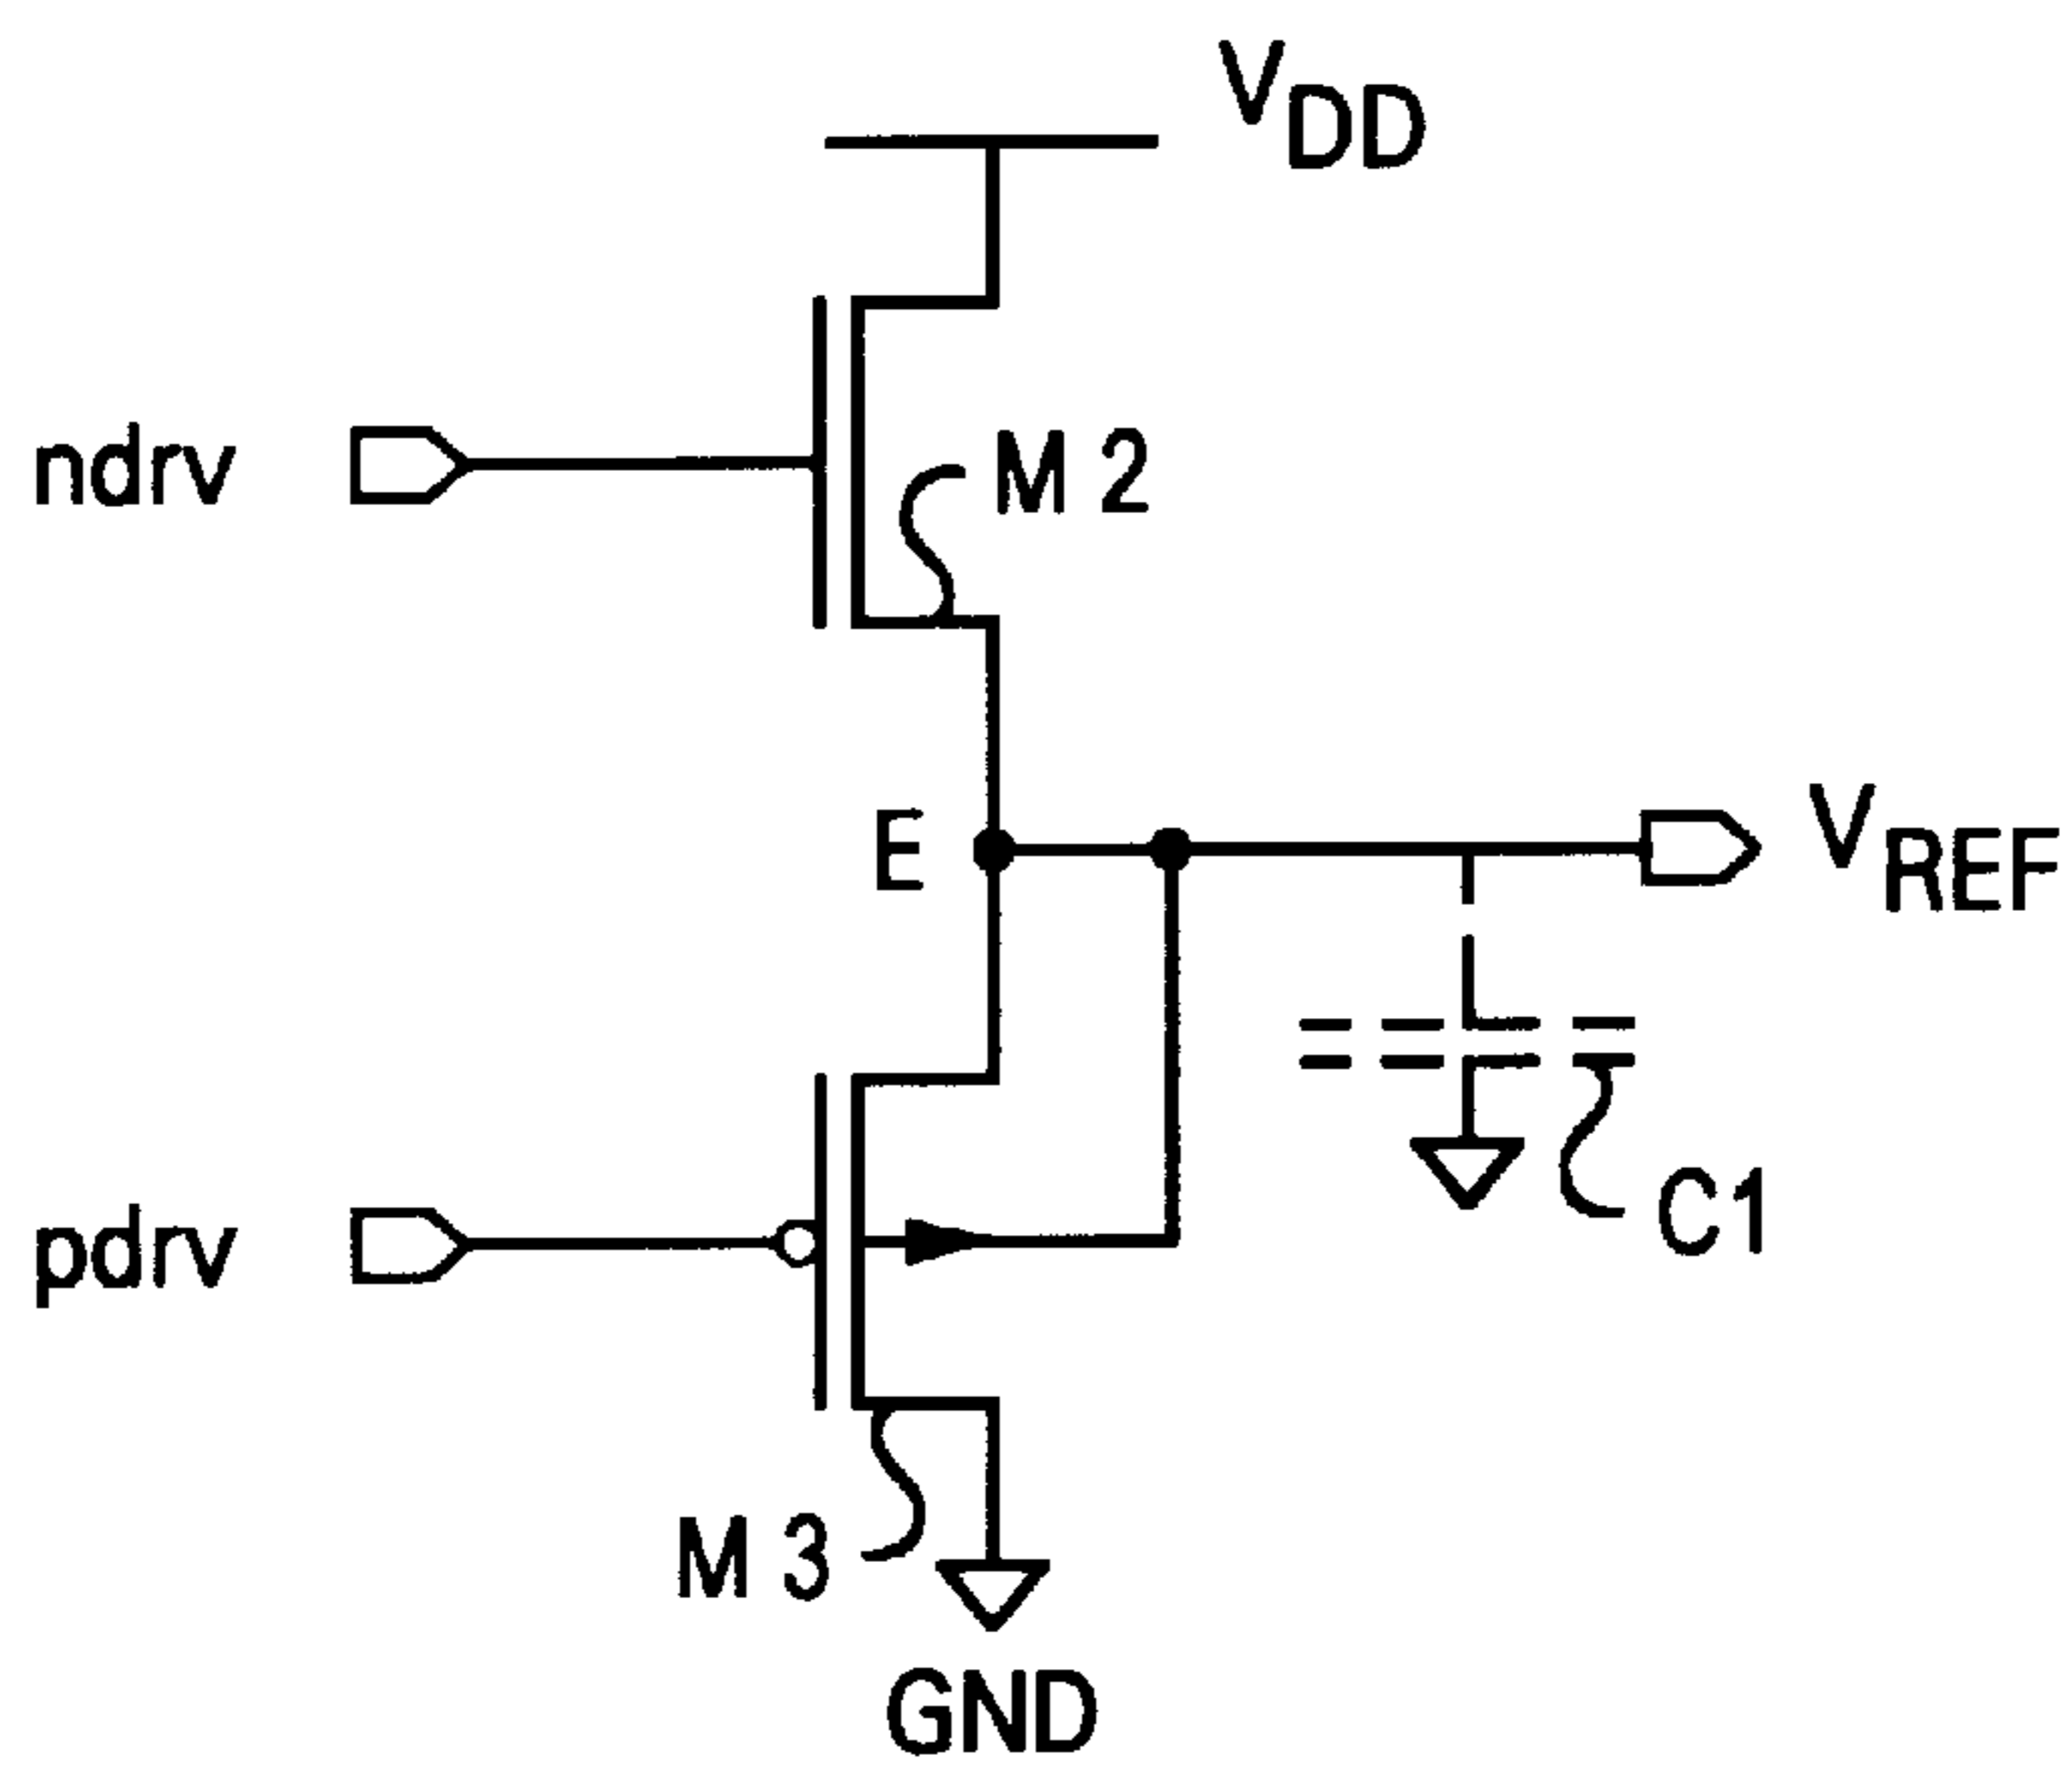 VDD
ndrv
M 2
E
VREF
C1
pdrv
M 3
GND